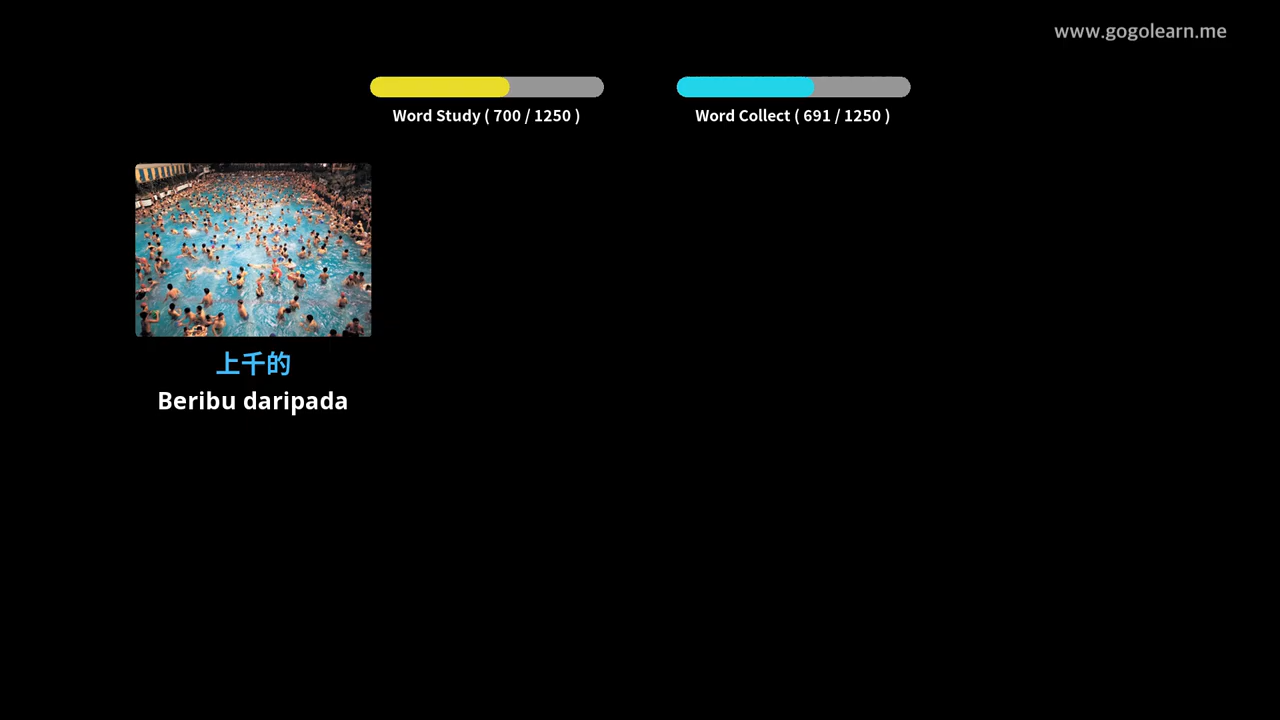 www.gogolearn.me
Word Study ( 700 / 1250 )
Word Collect ( 691 / 1250 )
上千的
Beribu daripada